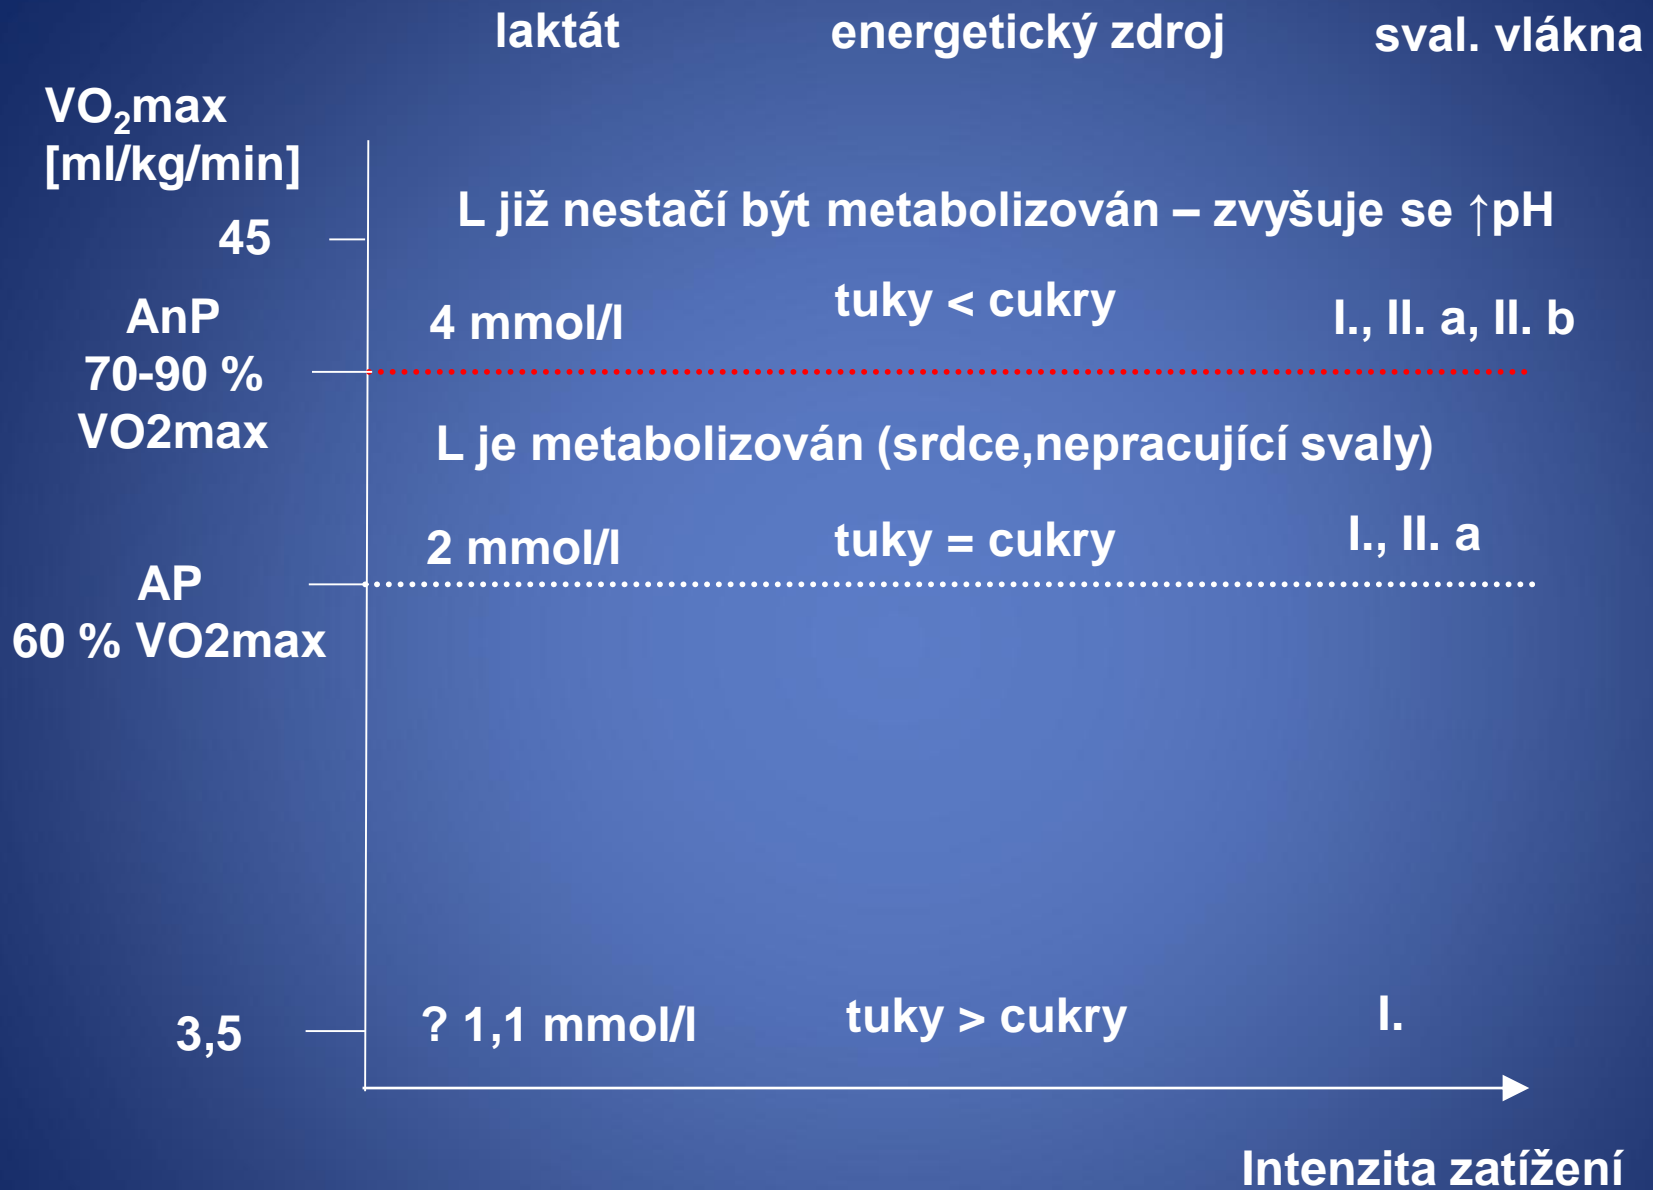 laktát energetický zdroj sval. vlákna
VO₂max
[ml/kg/min]
L již nestačí být metabolizován – zvyšuje se ↑pH
45
AnP
70-90 %
VO2max
4 mmol/l tuky < cukry I., II. a, II. b
L je metabolizován (srdce,nepracující svaly)
2 mmol/l tuky = cukry I., II. a
AP
60 % VO2max
3,5 ? 1,1 mmol/l tuky > cukry I.
Intenzita zatížení